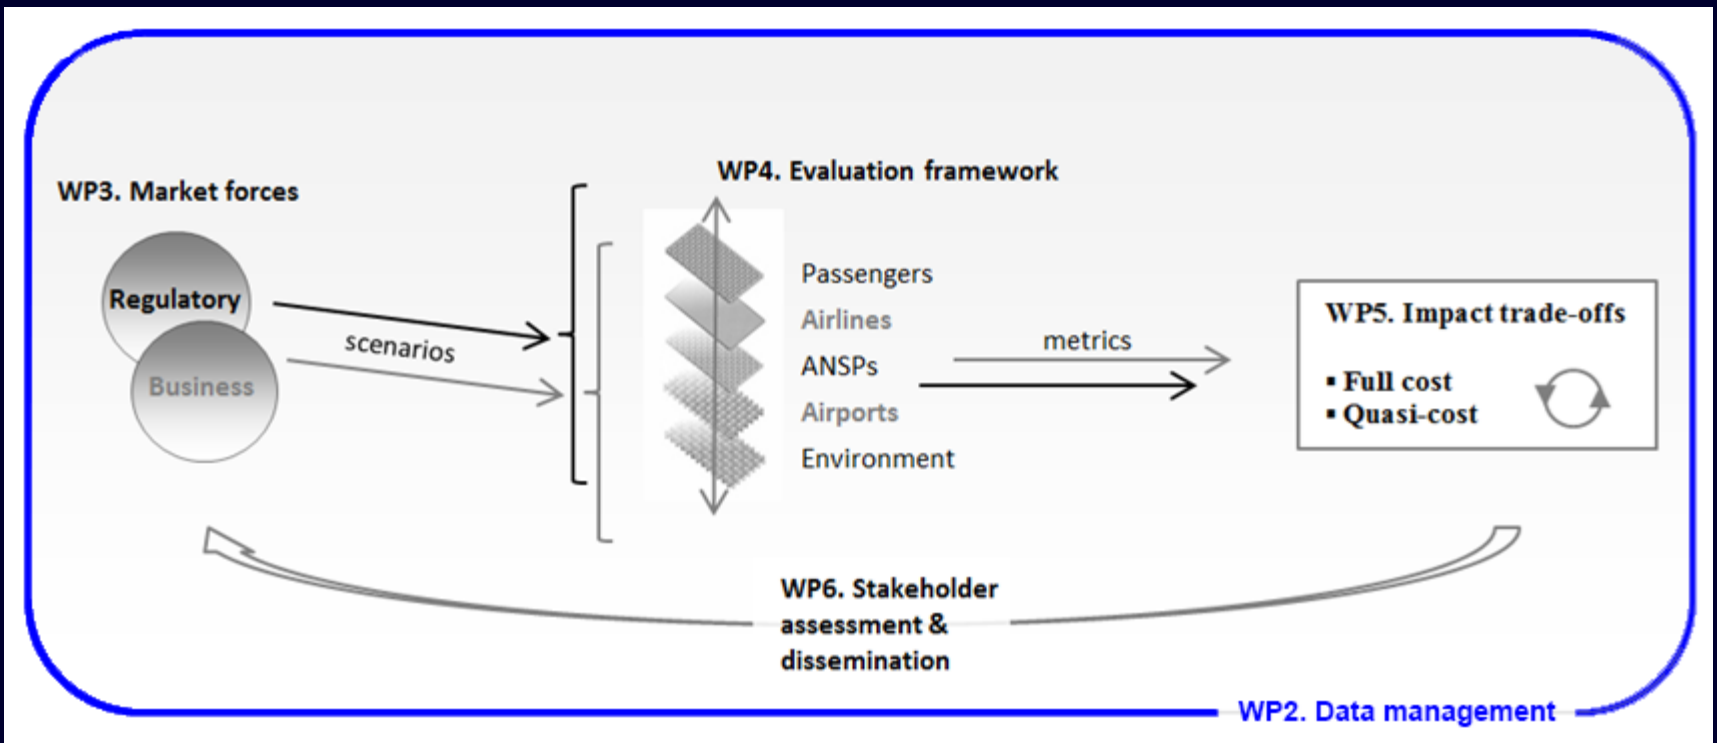 WP3. Market forces
Regulatory
Business
scenarios
WP4. Evaluation framework
Passengers
Airlines
ANSPs
Airports
Environment
metrics
WP5. Impact trade-offs
▪ Full cost
▪ Quasi-cost
WP6. Stakeholder
assessment &
dissemination
WP2. Data management